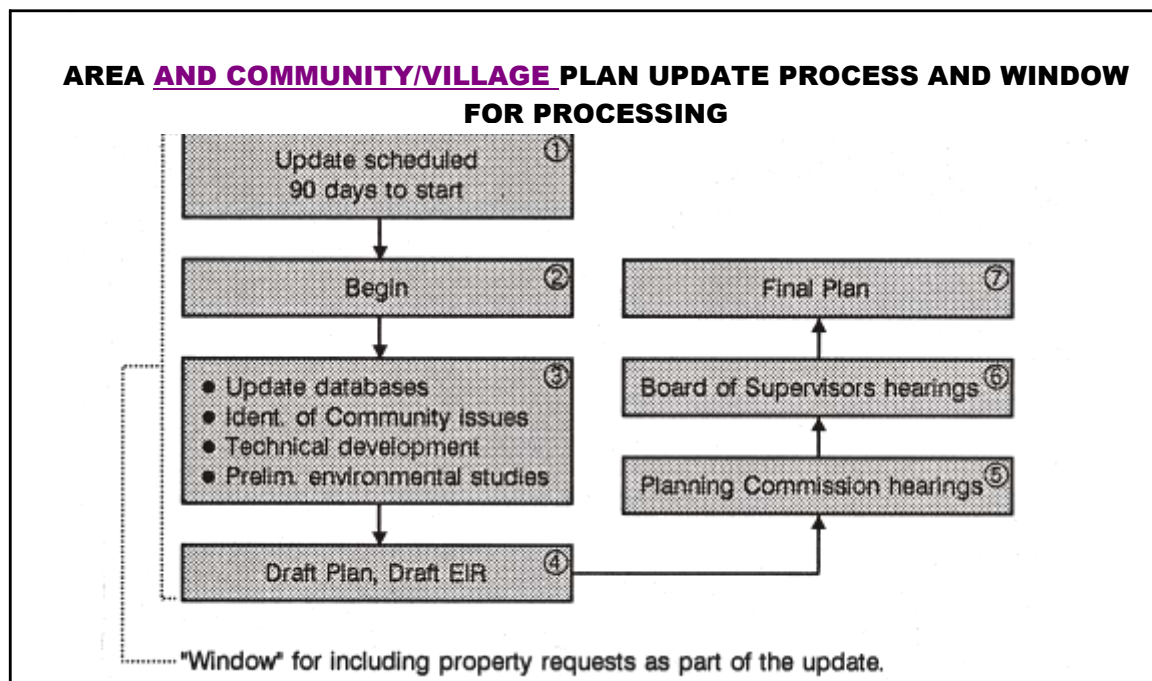 AREA AND COMMUNITY/VILLAGE PLAN UPDATE PROCESS AND WINDOW
FOR PROCESSING
①
Update scheduled
90 days to start
②
Begin
③
● Update databases
● Ident. of Community issues
● Technical development
● Prelim. environmental studies
④
Draft Plan, Draft EIR
⑤
Planning Commission hearings
⑥
Board of Supervisors hearings
⑦
Final Plan
"Window" for including property requests as part of the update.